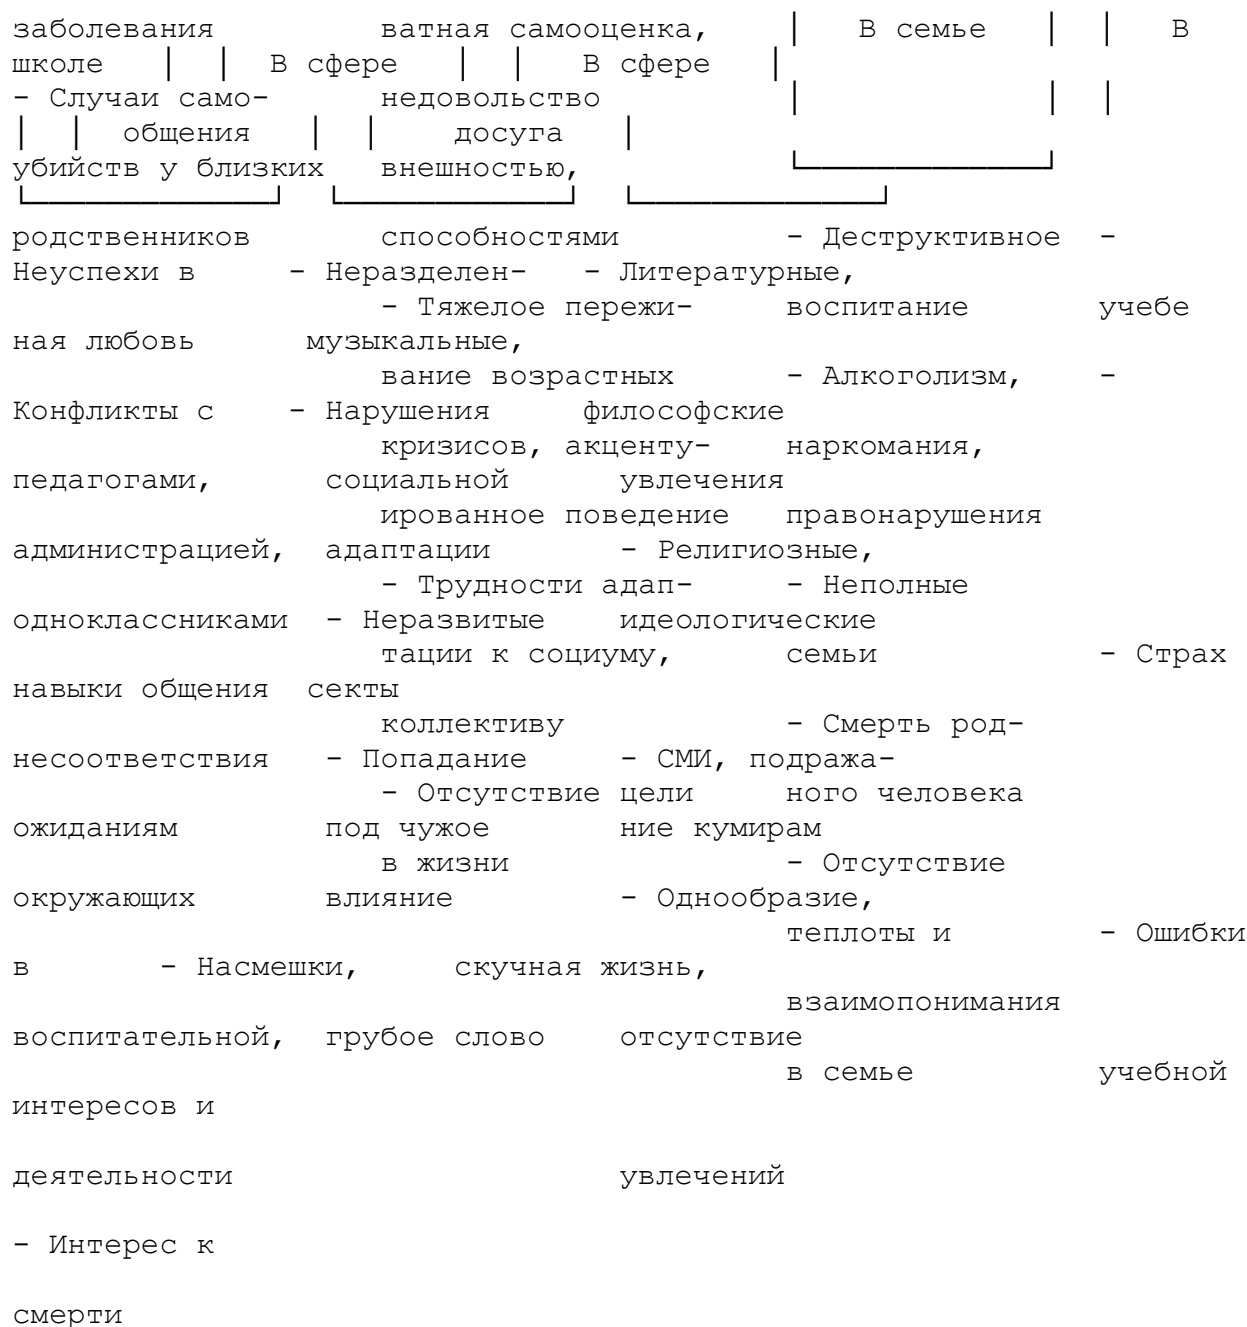 заболевания ватная самооценка, │ В семье │ │ В
школе │ │ В сфере │ │ В сфере │
- Случаи само- недовольство │ │ │
│ │ общения │ │ досуга │
убийств у близких внешностью, └─────────────┘
└─────────────┘ └────────────┘ └─────────────┘
родственников способностями - Деструктивное -
Неуспехи в - Неразделен- - Литературные,
- Тяжелое пережи- воспитание учебе
ная любовь музыкальные,
вание возрастных - Алкоголизм, -
Конфликты с - Нарушения философские
кризисов, акценту- наркомания,
педагогами, социальной увлечения
ированное поведение правонарушения
администрацией, адаптации - Религиозные,
- Трудности адап- - Неполные
одноклассниками - Неразвитые идеологические
тации к социуму, семьи - Страх
навыки общения секты
коллективу - Смерть род-
несоответствия - Попадание - СМИ, подража-
- Отсутствие цели ного человека
ожиданиям под чужое ние кумирам
в жизни - Отсутствие
окружающих влияние - Однообразие,
теплоты и - Ошибки
в - Насмешки, скучная жизнь,
взаимопонимания
воспитательной, грубое слово отсутствие
в семье учебной
интересов и
деятельности увлечений
- Интерес к
смерти